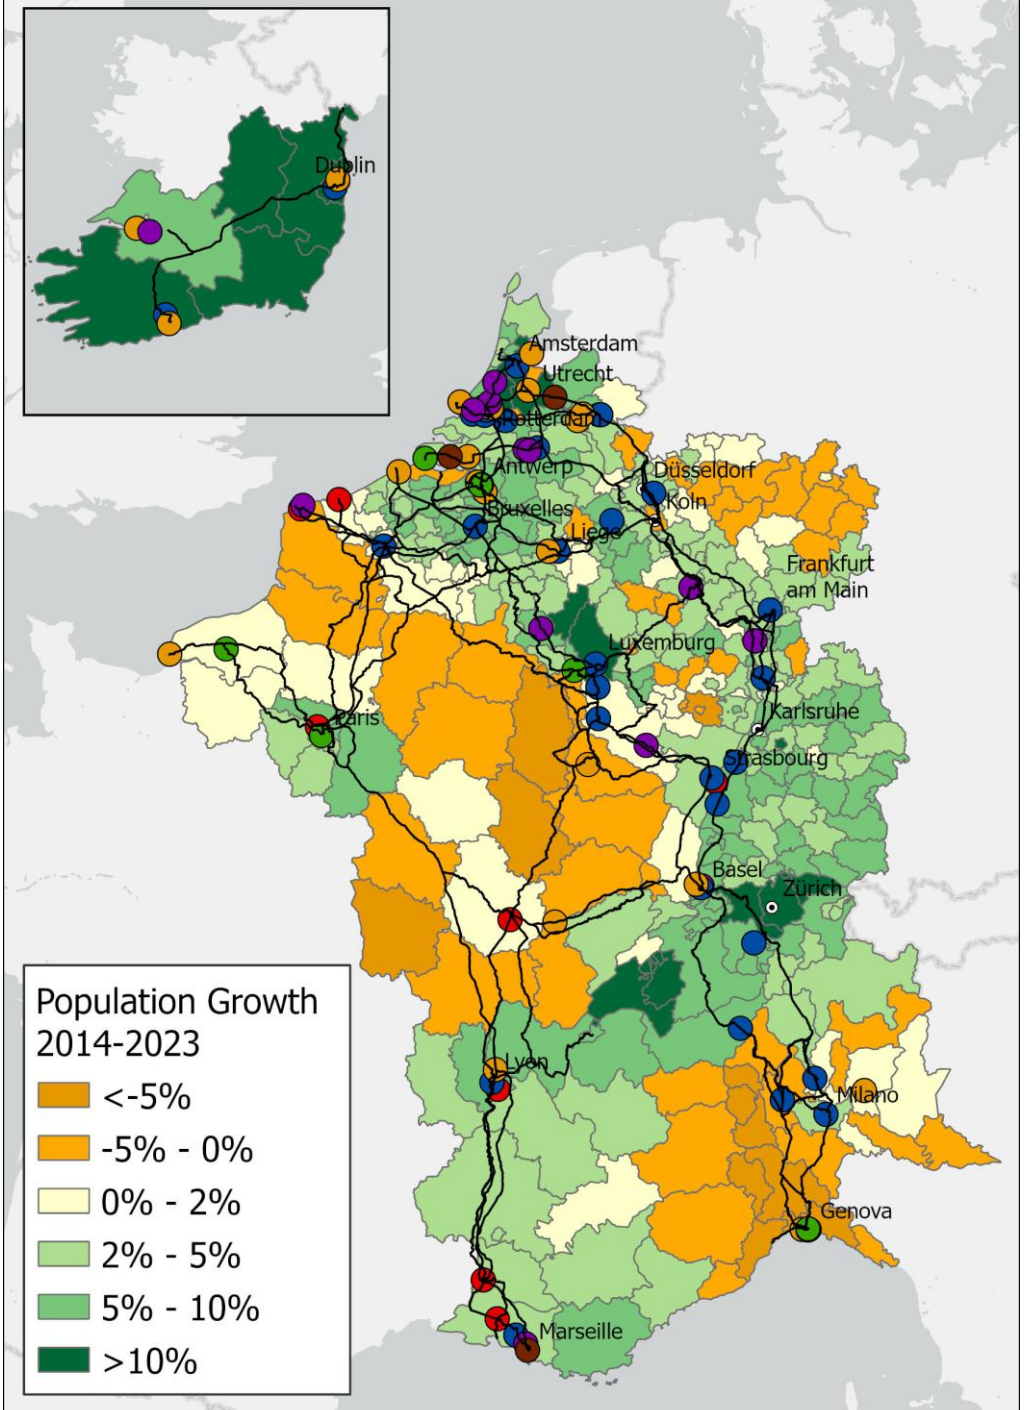 Dublin
Amsterdam
Utrecht
Rotterdam
Antwerp
Düsseldorf
Bruxelles
Koln
Liege
Frankfurt
am Main
Luxemburg
Paris
Karlsruhe
Strasbourg
Basel
Zürich
Population Growth
2014-2023
<-5%
-5% - 0%
0% - 2%
2% - 5%
5% - 10%
>10%
Lyon
Milano
Genova
Marseille